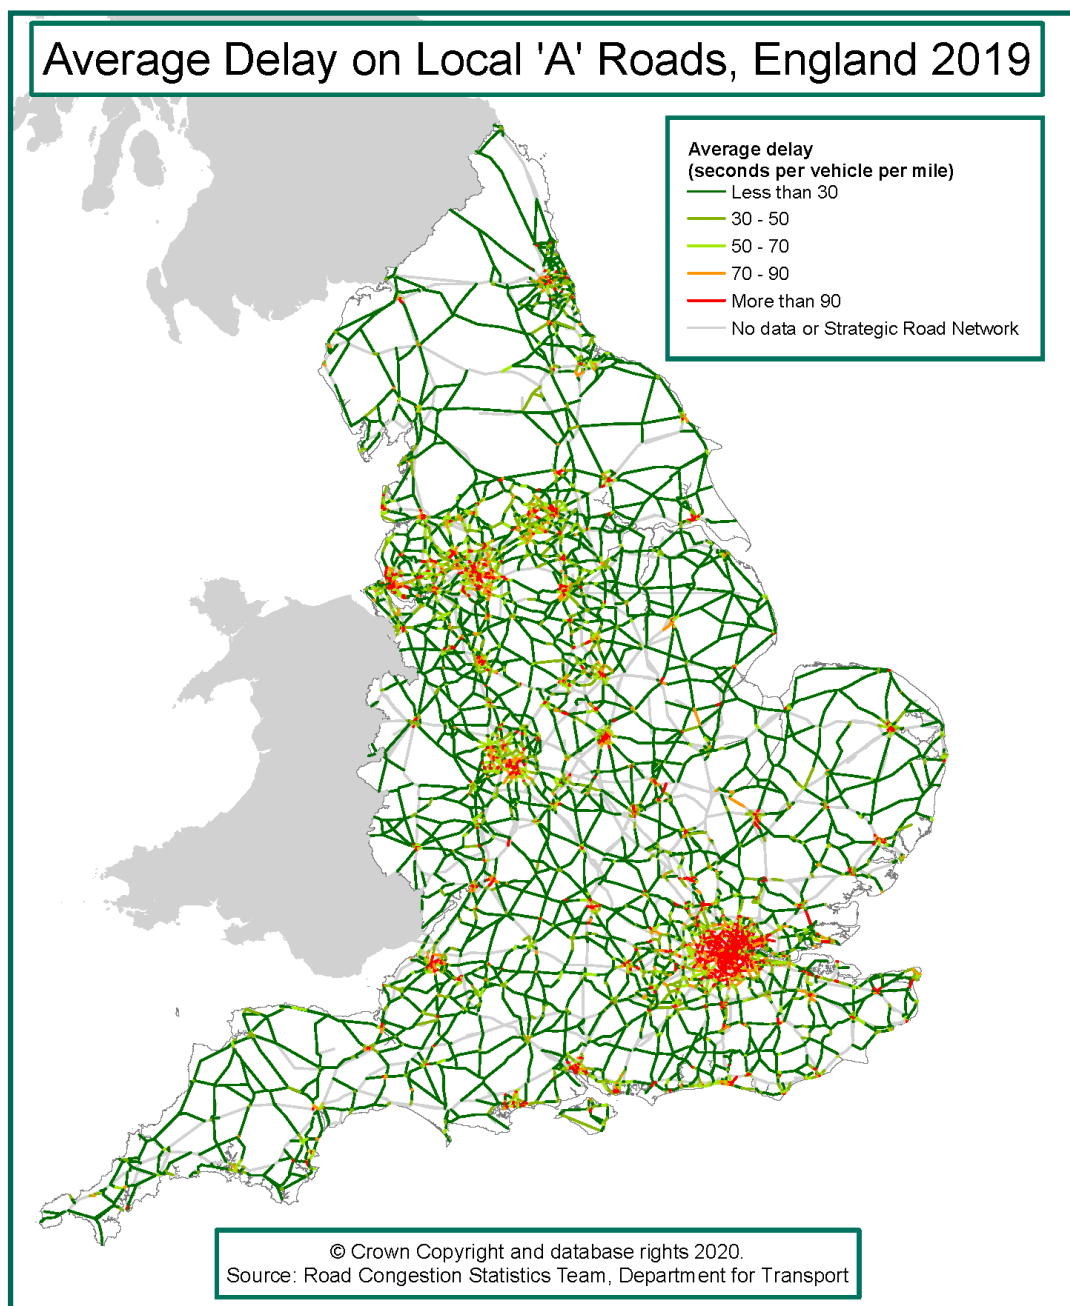 Average Delay on Local 'A' Roads, England 2019
Average delay
(seconds per vehicle per mile)
Less than 30
30 - 50
50 - 70
70 - 90
More than 90
No data or Strategic Road Network
© Crown Copyright and database rights 2020.
Source: Road Congestion Statistics Team, Department for Transport